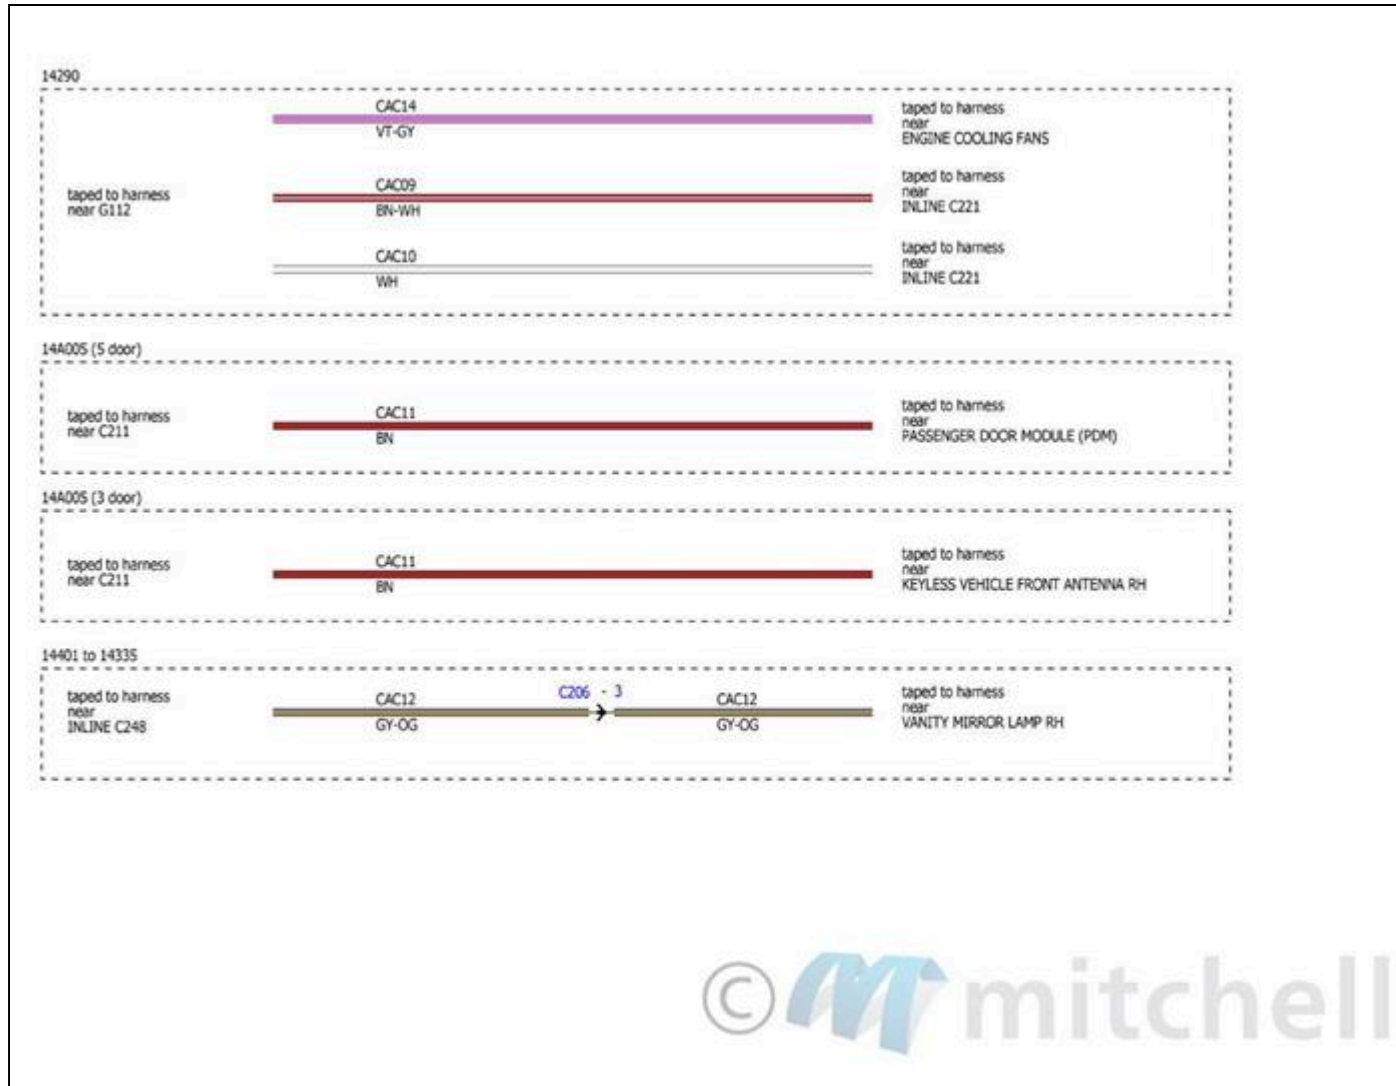 14290
taped to harness
near G112
CAC14
VT-GY
taped to harness
near
ENGINE COOLING FANS
CAC09
BN-WH
taped to harness
near
INLINE C221
CAC10
WH
taped to harness
near
INLINE C221
14A005 (5 door)
taped to harness
near C211
CAC11
BN
taped to harness
near
PASSENGER DOOR MODULE (PDM)
14A005 (3 door)
taped to harness
near C211
CAC11
BN
taped to harness
near
KEYLESS VEHICLE FRONT ANTENNA RH
14401 to 14335
taped to harness
near
INLINE C248
CAC12
GY-OG
C206 - 3
CAC12
GY-OG
taped to harness
near
VANITY MIRROR LAMP RH
© mitchell